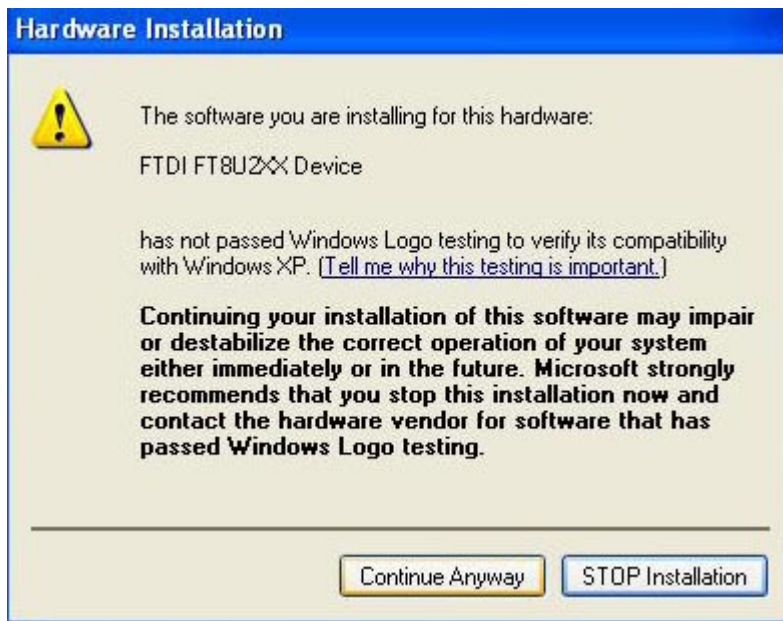 Hardware Installation
The software you are installing for this hardware:
FTDI FT8U2XX Device
has not passed Windows Logo testing to verify its compatibility
with Windows XP. (Tell me why this testing is important.)
Continuing your installation of this software may impair
or destabilize the correct operation of your system
either immediately or in the future. Microsoft strongly
recommends that you stop this installation now and
contact the hardware vendor for software that has
passed Windows Logo testing.
Continue Anyway
STOP Installation